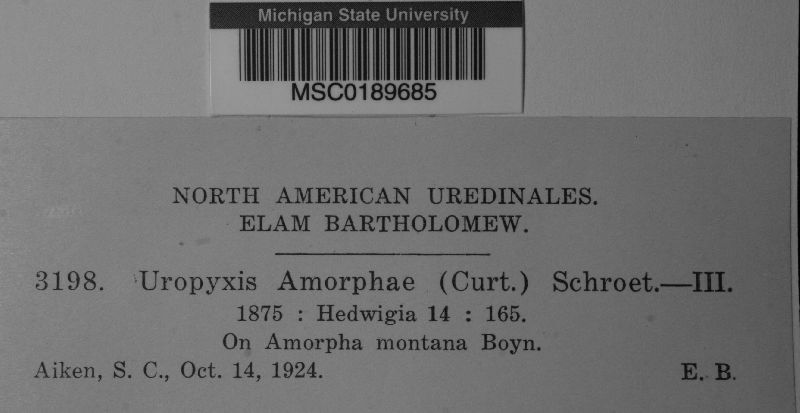 Michigan State University
MSC0189685
NORTH AMERICAN UREDINALES.
ELAM BARTHOLOMEW.
3198. Uropyxis Amorphae (Curt.) Schroet.—III.
1875 : Hedwigia 14 : 165.
On Amorpha montana Boyn.
Aiken, S. C., Oct. 14, 1924. E. B.